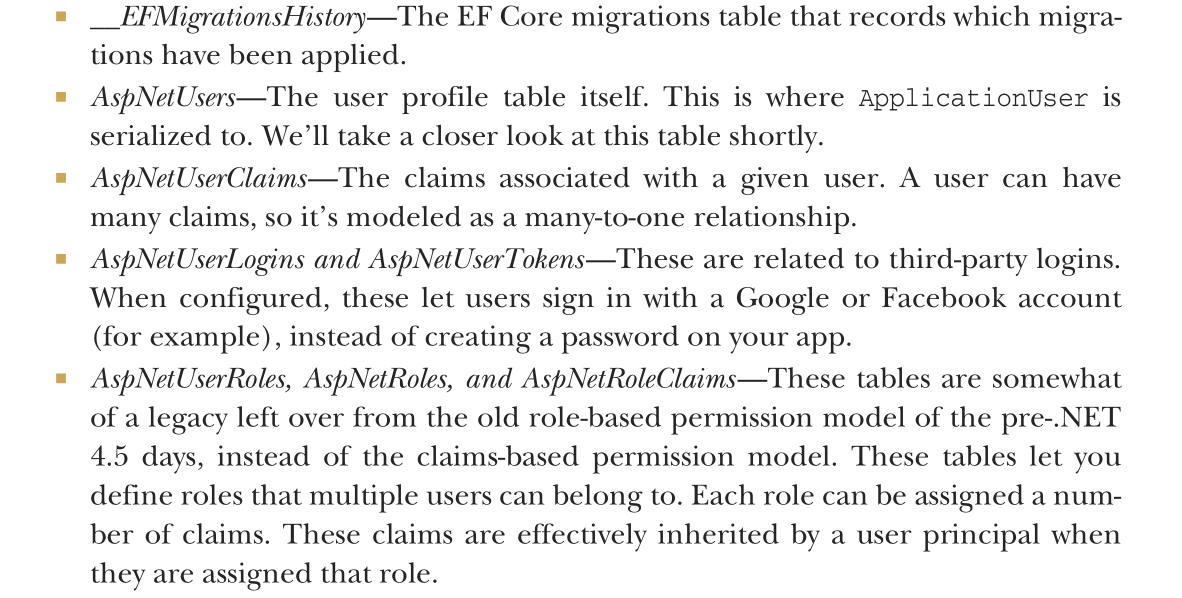 ▪ __EFMigrationsHistory—The EF Core migrations table that records which migra-
tions have been applied.
▪ AspNetUsers—The user profile table itself. This is where ApplicationUser is
serialized to. We’ll take a closer look at this table shortly.
▪ AspNetUserClaims—The claims associated with a given user. A user can have
many claims, so it’s modeled as a many-to-one relationship.
▪ AspNetUserLogins and AspNetUserTokens—These are related to third-party logins.
When configured, these let users sign in with a Google or Facebook account
(for example), instead of creating a password on your app.
▪ AspNetUserRoles, AspNetRoles, and AspNetRoleClaims—These tables are somewhat
of a legacy left over from the old role-based permission model of the pre-.NET
4.5 days, instead of the claims-based permission model. These tables let you
define roles that multiple users can belong to. Each role can be assigned a num-
ber of claims. These claims are effectively inherited by a user principal when
they are assigned that role.